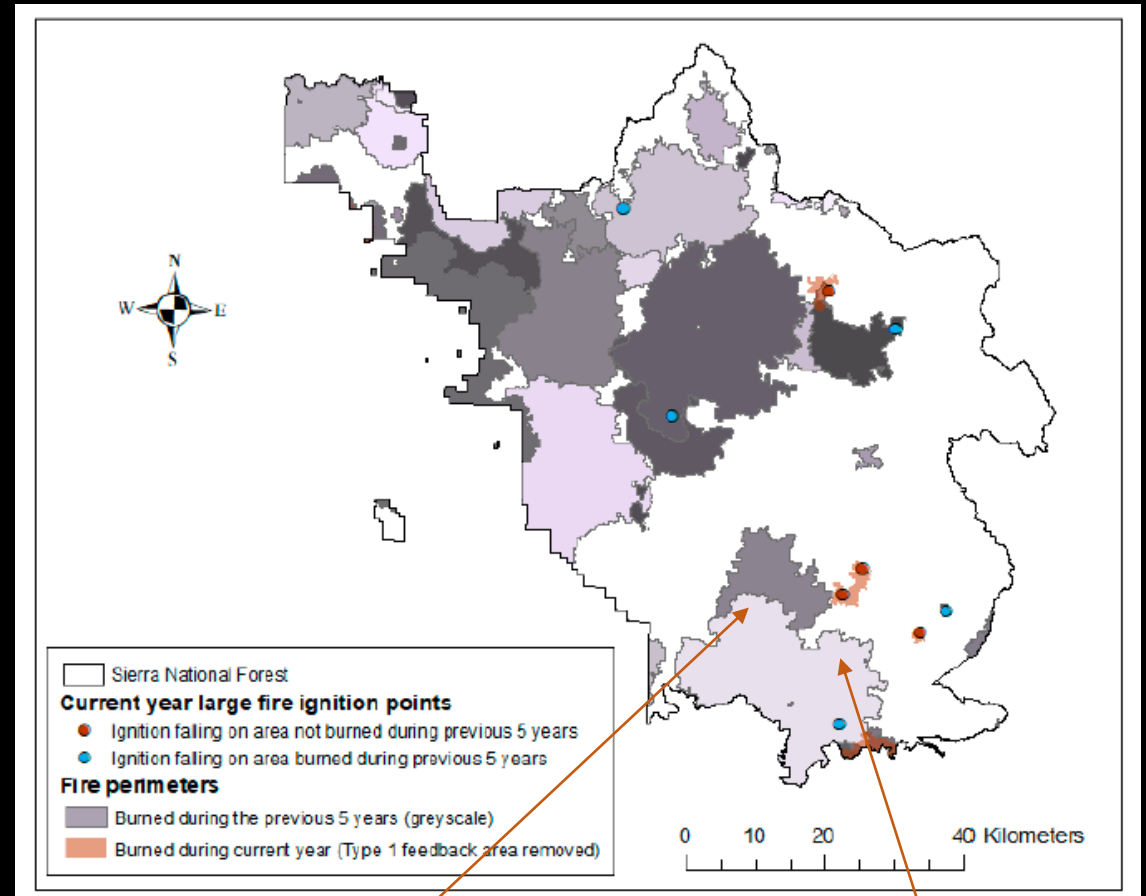 N
W
E
S
Sierra National Forest
Current year large fire ignition points
Ignition falling on area not burned during previous 5 years
Ignition falling on area burned during previous 5 years
Fire perimeters
Burned during the previous 5 years (greyscale)
Burned during current year (Type 1 feedback area removed)
0 10 20 40 Kilometers